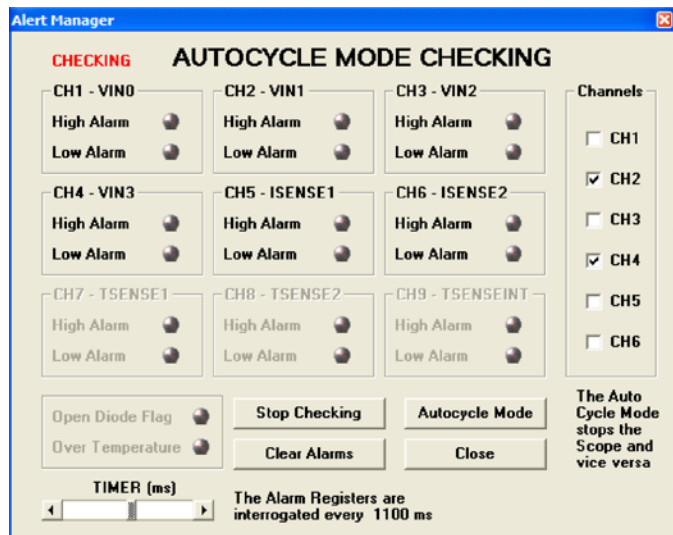 Alert Manager
CHECKING
AUTOCYCLE MODE CHECKING
CH1 - VIN0
High Alarm
Low Alarm
CH2 - VIN1
High Alarm
Low Alarm
CH3 - VIN2
High Alarm
Low Alarm
CH4 - VIN3
High Alarm
Low Alarm
CH5 - ISENSE1
High Alarm
Low Alarm
CH6 - ISENSE2
High Alarm
Low Alarm
CH7 - TSENSE1
High Alarm
Low Alarm
CH8 - TSENSE2
High Alarm
Low Alarm
CH9 - TSENSEINT
High Alarm
Low Alarm
Channels
CH1
CH2
CH3
CH4
CH5
CH6
Open Diode Flag
Over Temperature
Stop Checking
Autocycle Mode
Clear Alarms
Close
The Auto
Cycle Mode
stops the
Scope and
vice versa
TIMER (ms)
The Alarm Registers are
interrogated every 1100 ms